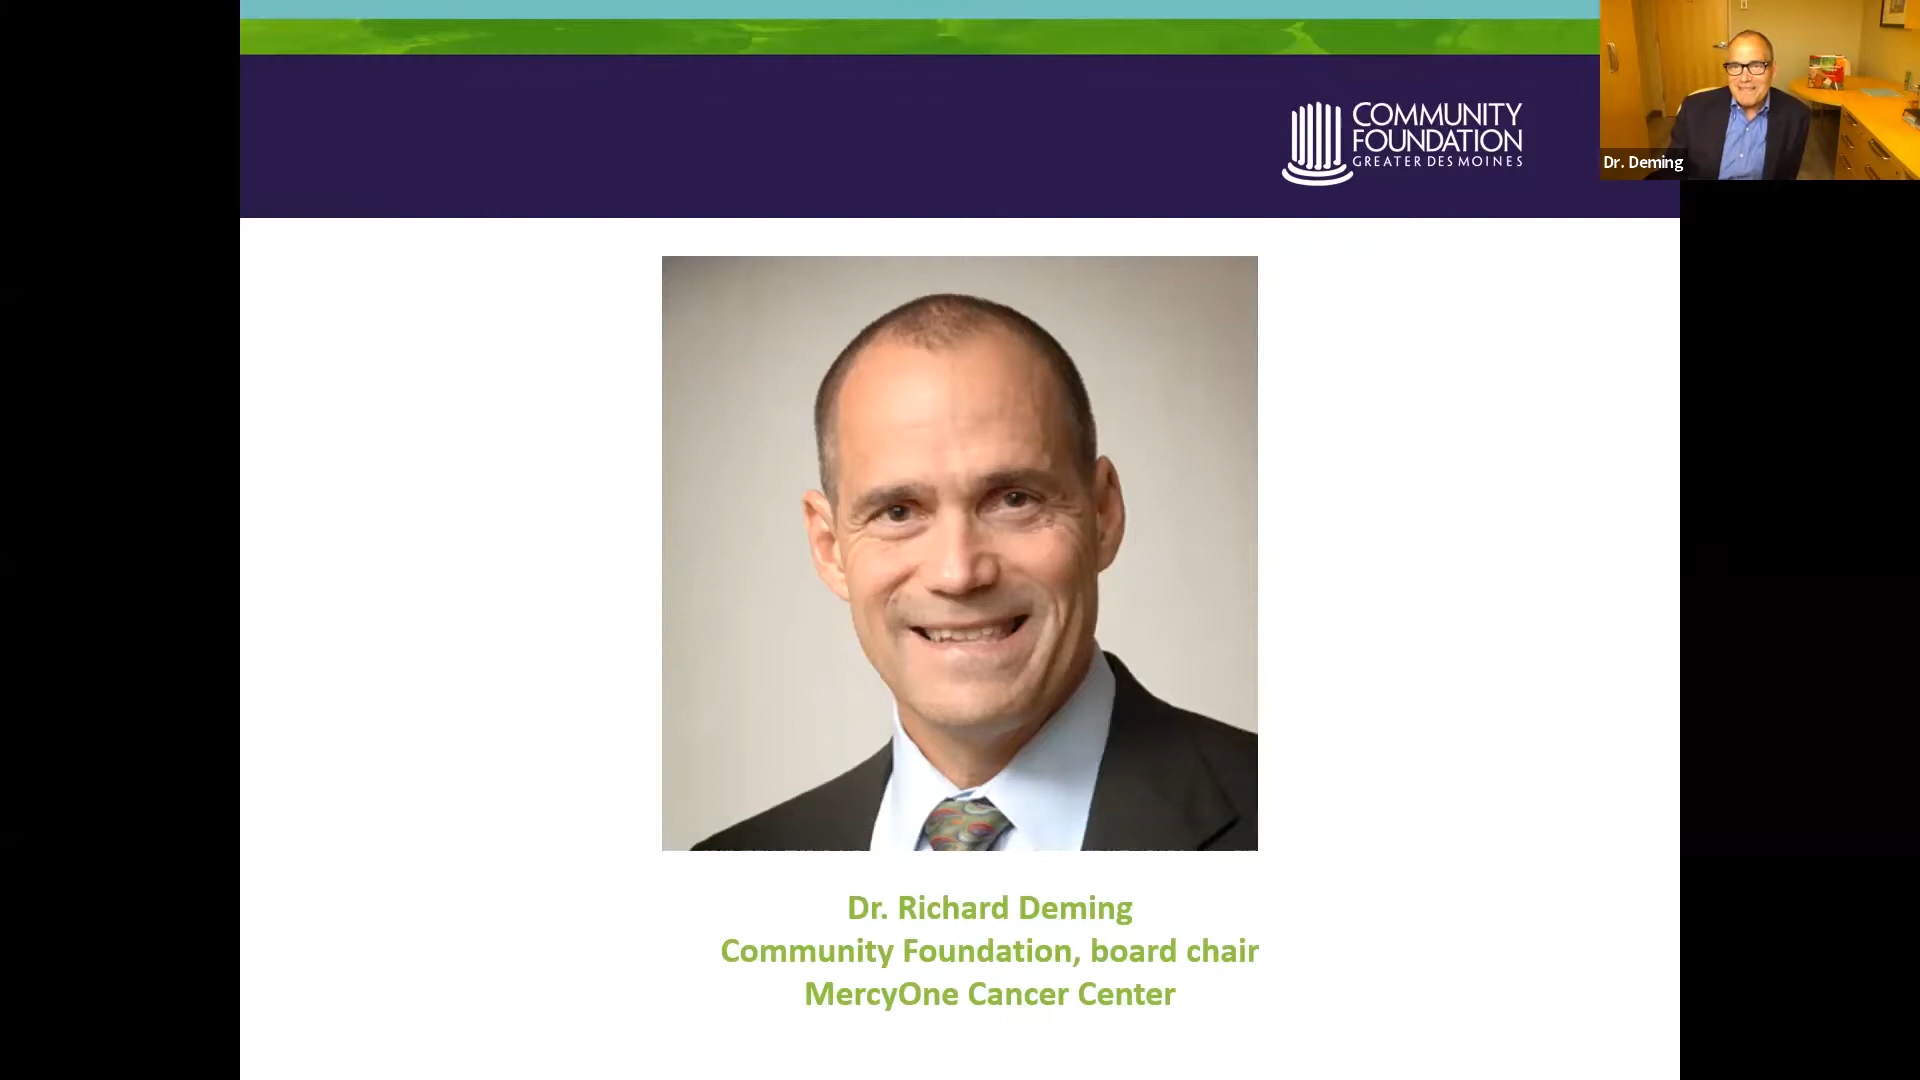 COMMUNITY
FOUNDATION
GREATER DES MOINES
Dr. Deming
Dr. Richard Deming
Community Foundation, board chair
MercyOne Cancer Center